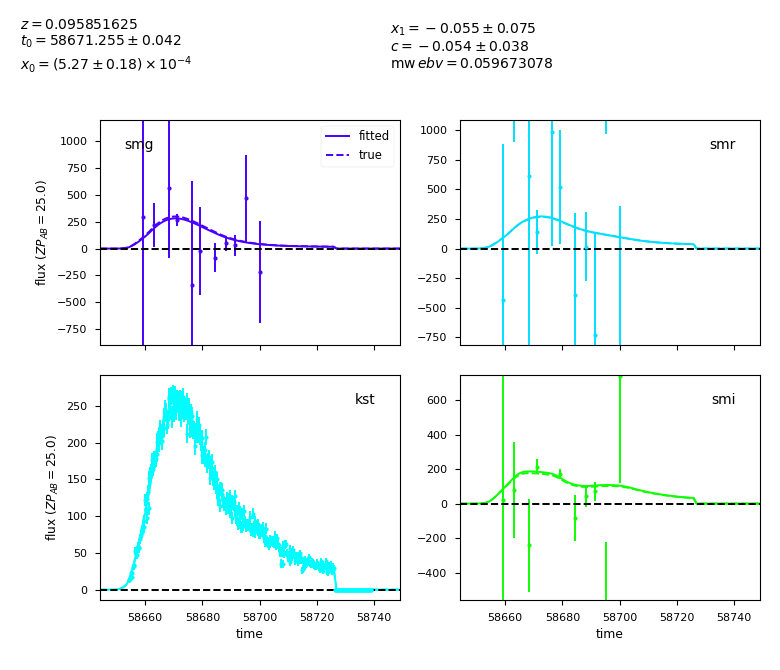 z = 0.095851625
t₀ = 58671.255 ± 0.042
x₀ = (5.27 ± 0.18) × 10⁻⁴
x₁ = −0.055 ± 0.075
c = −0.054 ± 0.038
mw ebv = 0.059673078
smg
fitted
true
1000
750
500
250
0
−250
−500
−750
flux (ZP_AB = 25.0)
smr
1000
750
500
250
0
−250
−500
−750
kst
250
200
150
100
50
0
flux (ZP_AB = 25.0)
58660 58680 58700 58720 58740
time
smi
600
400
200
0
−200
−400
58660 58680 58700 58720 58740
time